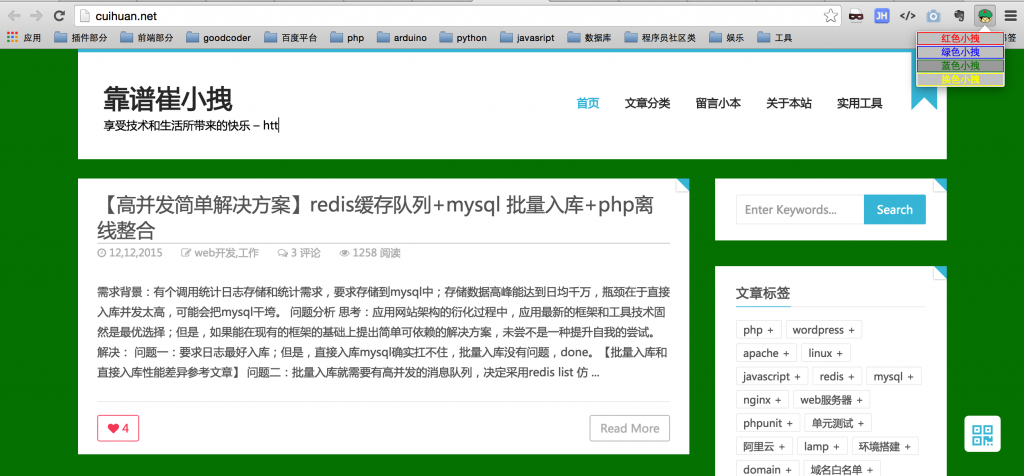 cuihuan.net
JH
</>
应用 插件部分 前端部分 goodcoder 百度平台 php arduino python javasript 数据库 程序员社区类 娱乐 工具
签
红色小拽
绿色小拽
蓝色小拽
换色小拽
靠谱崔小拽
享受技术和生活所带来的快乐 – htt
首页 文章分类 留言小本 关于本站 实用工具
【高并发简单解决方案】redis缓存队列+mysql 批量入库+php离
线整合
12,12,2015 web开发,工作 3 评论 1258 阅读
需求背景：有个调用统计日志存储和统计需求，要求存储到mysql中；存储数据高峰能达到日均千万，瓶颈在于直接
入库并发太高，可能会把mysql干垮。 问题分析 思考：应用网站架构的衍化过程中，应用最新的框架和工具技术固
然是最优选择；但是，如果能在现有的框架的基础上提出简单可依赖的解决方案，未尝不是一种提升自我的尝试。
解决： 问题一：要求日志最好入库；但是，直接入库mysql确实扛不住，批量入库没有问题，done。【批量入库和
直接入库性能差异参考文章】 问题二：批量入库就需要有高并发的消息队列，决定采用redis list 仿 ...
4
Read More
Enter Keywords...
Search
文章标签
php + wordpress +
apache + linux +
javascript + redis + mysql +
nginx + web服务器 +
phpunit + 单元测试 +
阿里云 + lamp + 环境搭建 +
domain + 域名白名单 +